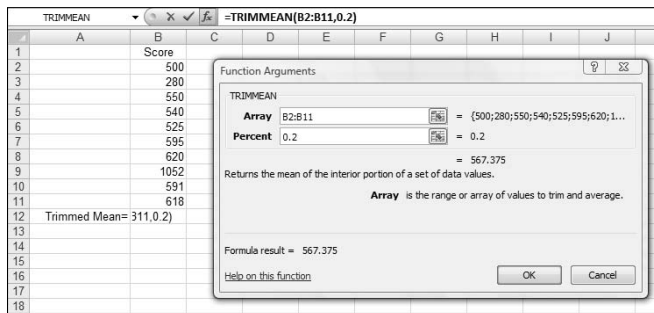 TRIMMEAN fx =TRIMMEAN(B2:B11,0.2)
A B C D E F G H I J
1 Score
2 500
3 280
4 550
5 540
6 525
7 595
8 620
9 1052
10 591
11 618
12 Trimmed Mean= 311,0.2)
13
14
15
16
17
18
Function Arguments
TRIMMEAN
Array B2:B11 = {500;280;550;540;525;595;620;1...
Percent 0.2 = 0.2
= 567.375
Returns the mean of the interior portion of a set of data values.
Array is the range or array of values to trim and average.
Formula result = 567.375
Help on this function OK Cancel